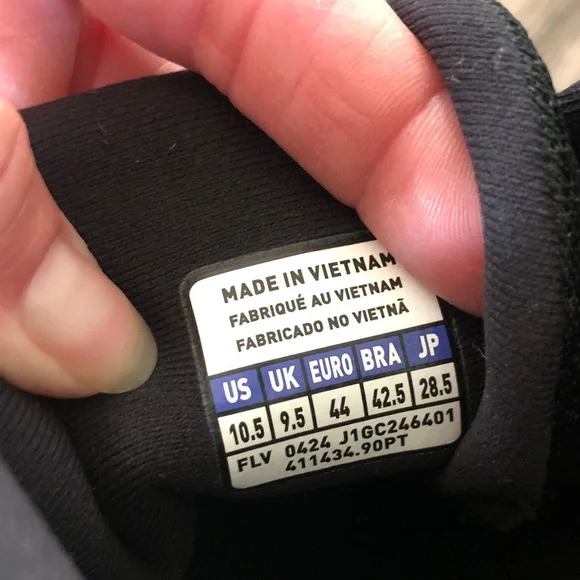 MADE IN VIETNAM
FABRIQUÉ AU VIETNAM
FABRICADO NO VIETNÃ
US UK EURO BRA JP
10.5 9.5 44 42.5 28.5
FLV 0424 J1GC246401
411434.90PT